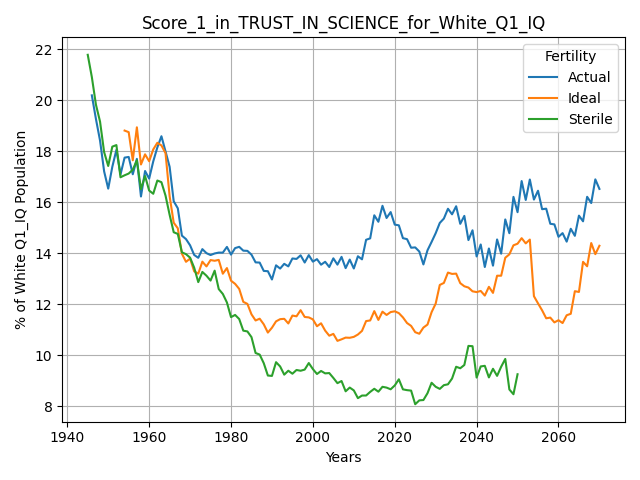 Score_1_in_TRUST_IN_SCIENCE_for_White_Q1_IQ
Fertility
Actual
Ideal
Sterile
% of White Q1_IQ Population
22
20
18
16
14
12
10
8
1940 1960 1980 2000 2020 2040 2060
Years